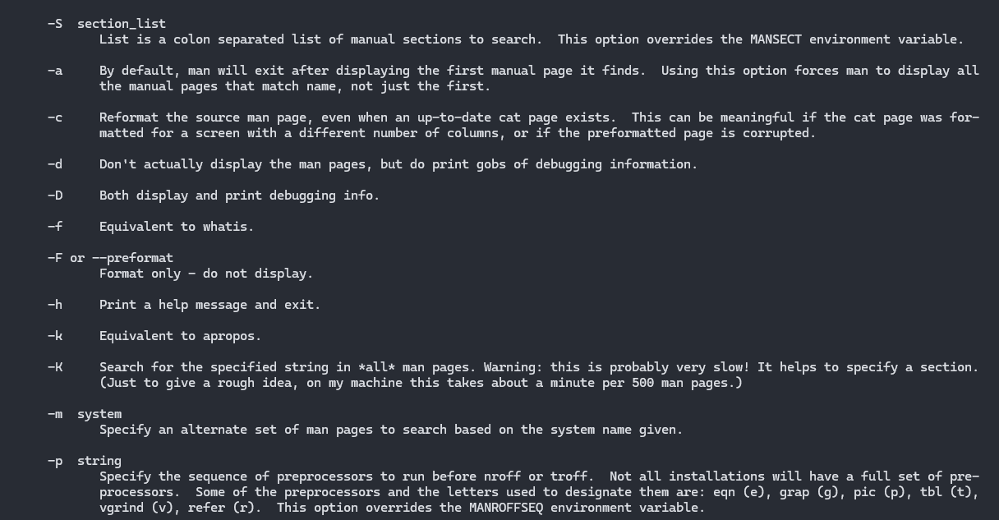 -S  section_list
List is a colon separated list of manual sections to search.  This option overrides the MANSECT environment variable.
-a     By default, man will exit after displaying the first manual page it finds.  Using this option forces man to display all
the manual pages that match name, not just the first.
-c     Reformat the source man page, even when an up-to-date cat page exists.  This can be meaningful if the cat page was for-
matted for a screen with a different number of columns, or if the preformatted page is corrupted.
-d     Don't actually display the man pages, but do print gobs of debugging information.
-D     Both display and print debugging info.
-f     Equivalent to whatis.
-F or --preformat
Format only - do not display.
-h     Print a help message and exit.
-k     Equivalent to apropos.
-K     Search for the specified string in *all* man pages. Warning: this is probably very slow! It helps to specify a section.
(Just to give a rough idea, on my machine this takes about a minute per 500 man pages.)
-m  system
Specify an alternate set of man pages to search based on the system name given.
-p  string
Specify the sequence of preprocessors to run before nroff or troff.  Not all installations will have a full set of pre-
processors.  Some of the preprocessors and the letters used to designate them are: eqn (e), grap (g), pic (p), tbl (t),
vgrind (v), refer (r).  This option overrides the MANROFFSEQ environment variable.